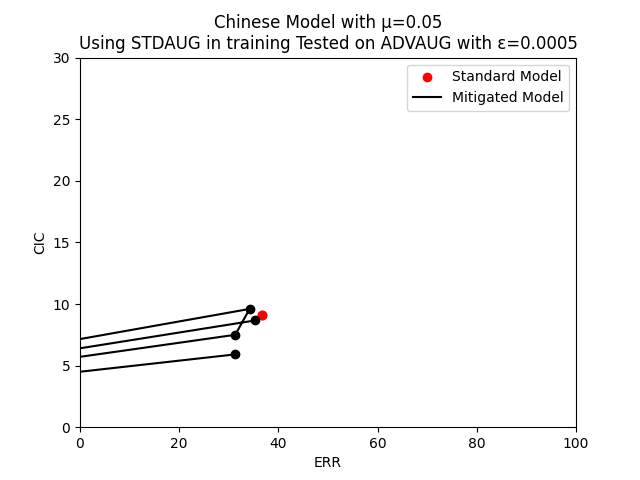 Chinese Model with μ=0.05
Using STDAUG in training Tested on ADVAUG with ε=0.0005
Standard Model
Mitigated Model
CIC
30
25
20
15
10
5
0
0 20 40 60 80 100
ERR